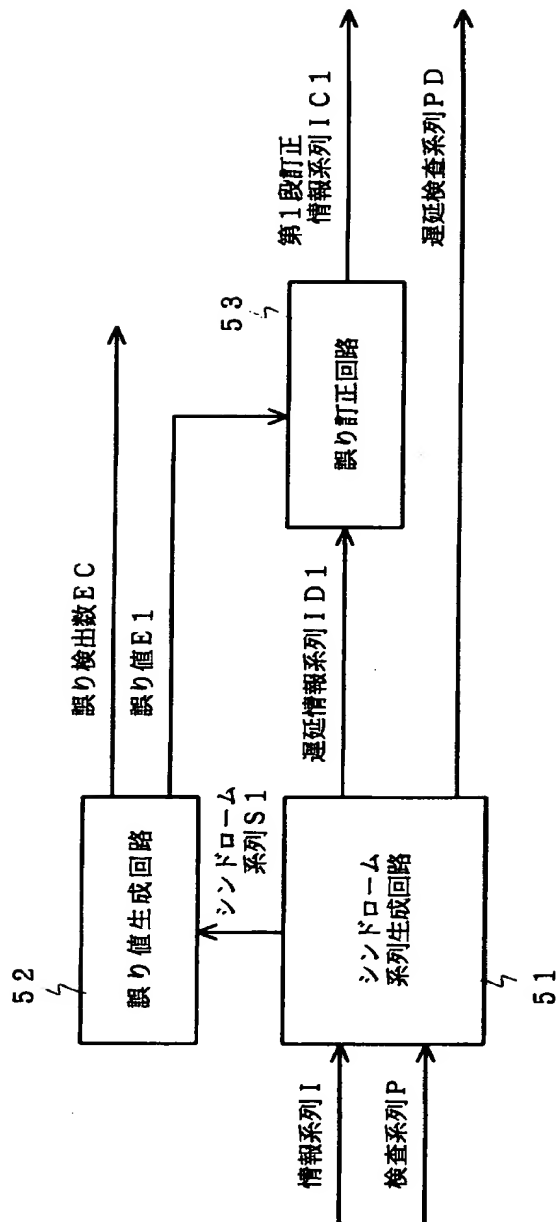 52
誤り値生成回路
誤り検出数EC
誤り値E1
シンドローム
系列S1
53
誤り訂正回路
第1段訂正
情報系列IC1
情報系列I
検査系列P
シンドローム
系列生成回路
51
遅延情報系列ID1
遅延検査系列PD